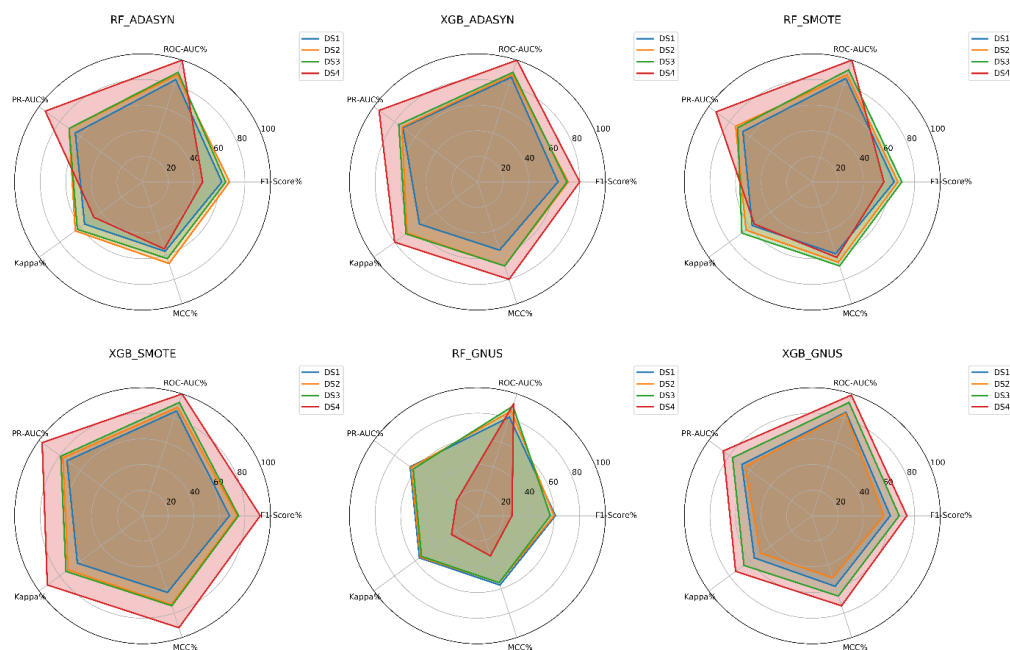 RF_ADASYN
DS1
DS2
DS3
DS4
ROC-AUC%
PR-AUC%
F1-Score%
Kappa%
MCC%
20
40
60
80
100
XGB_ADASYN
DS1
DS2
DS3
DS4
ROC-AUC%
PR-AUC%
F1-Score%
Kappa%
MCC%
20
40
60
80
100
RF_SMOTE
DS1
DS2
DS3
DS4
ROC-AUC%
PR-AUC%
F1-Score%
Kappa%
MCC%
20
40
60
80
100
XGB_SMOTE
DS1
DS2
DS3
DS4
ROC-AUC%
PR-AUC%
F1-Score%
Kappa%
MCC%
20
40
60
80
100
RF_GNUS
DS1
DS2
DS3
DS4
ROC-AUC%
PR-AUC%
F1-Score%
Kappa%
MCC%
20
40
60
80
100
XGB_GNUS
DS1
DS2
DS3
DS4
ROC-AUC%
PR-AUC%
F1-Score%
Kappa%
MCC%
20
40
60
80
100